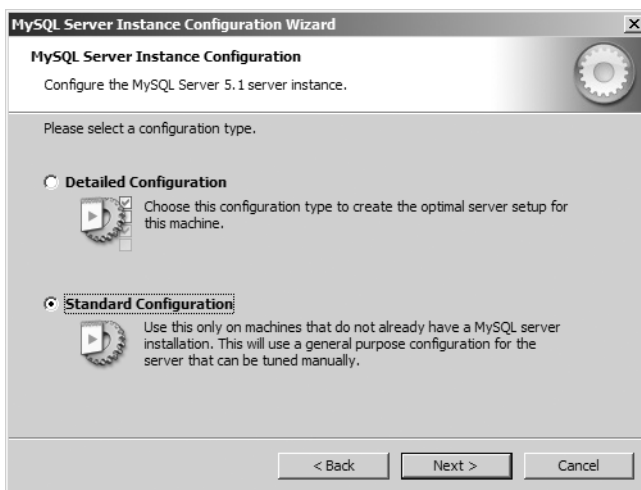 MySQL Server Instance Configuration Wizard
MySQL Server Instance Configuration
Configure the MySQL Server 5.1 server instance.
Please select a configuration type.
Detailed Configuration
Choose this configuration type to create the optimal server setup for
this machine.
Standard Configuration
Use this only on machines that do not already have a MySQL server
installation. This will use a general purpose configuration for the
server that can be tuned manually.
< Back
Next >
Cancel